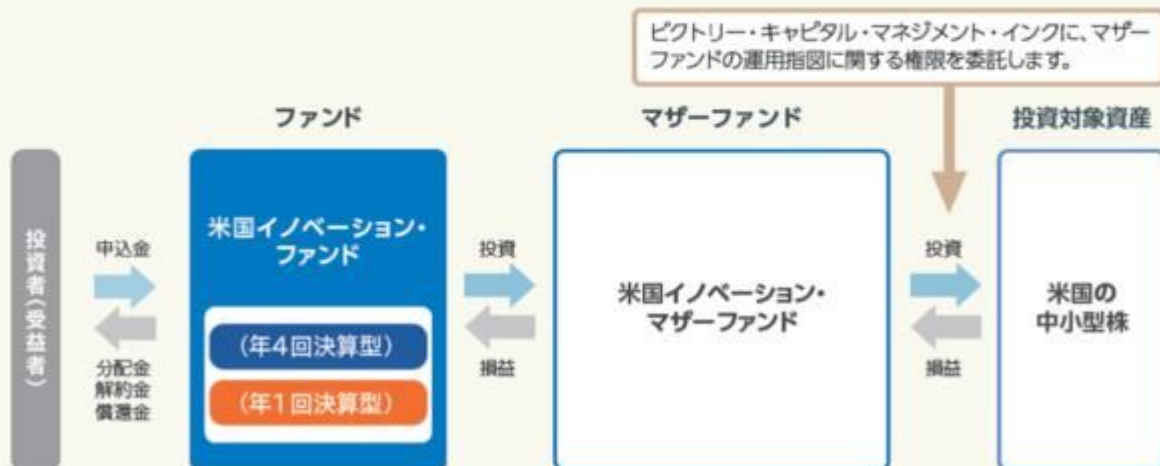 ビクトリー・キャピタル・マネジメント・インクに、マザー
ファンドの運用指図に関する権限を委託します。
ファンド
マザーファンド
投資対象資産
投資者(受益者)
申込金
分配金
解約金
償還金
米国イノベーション・
ファンド
(年4回決算型)
(年1回決算型)
投資
損益
米国イノベーション・
マザーファンド
投資
損益
米国の
中小型株